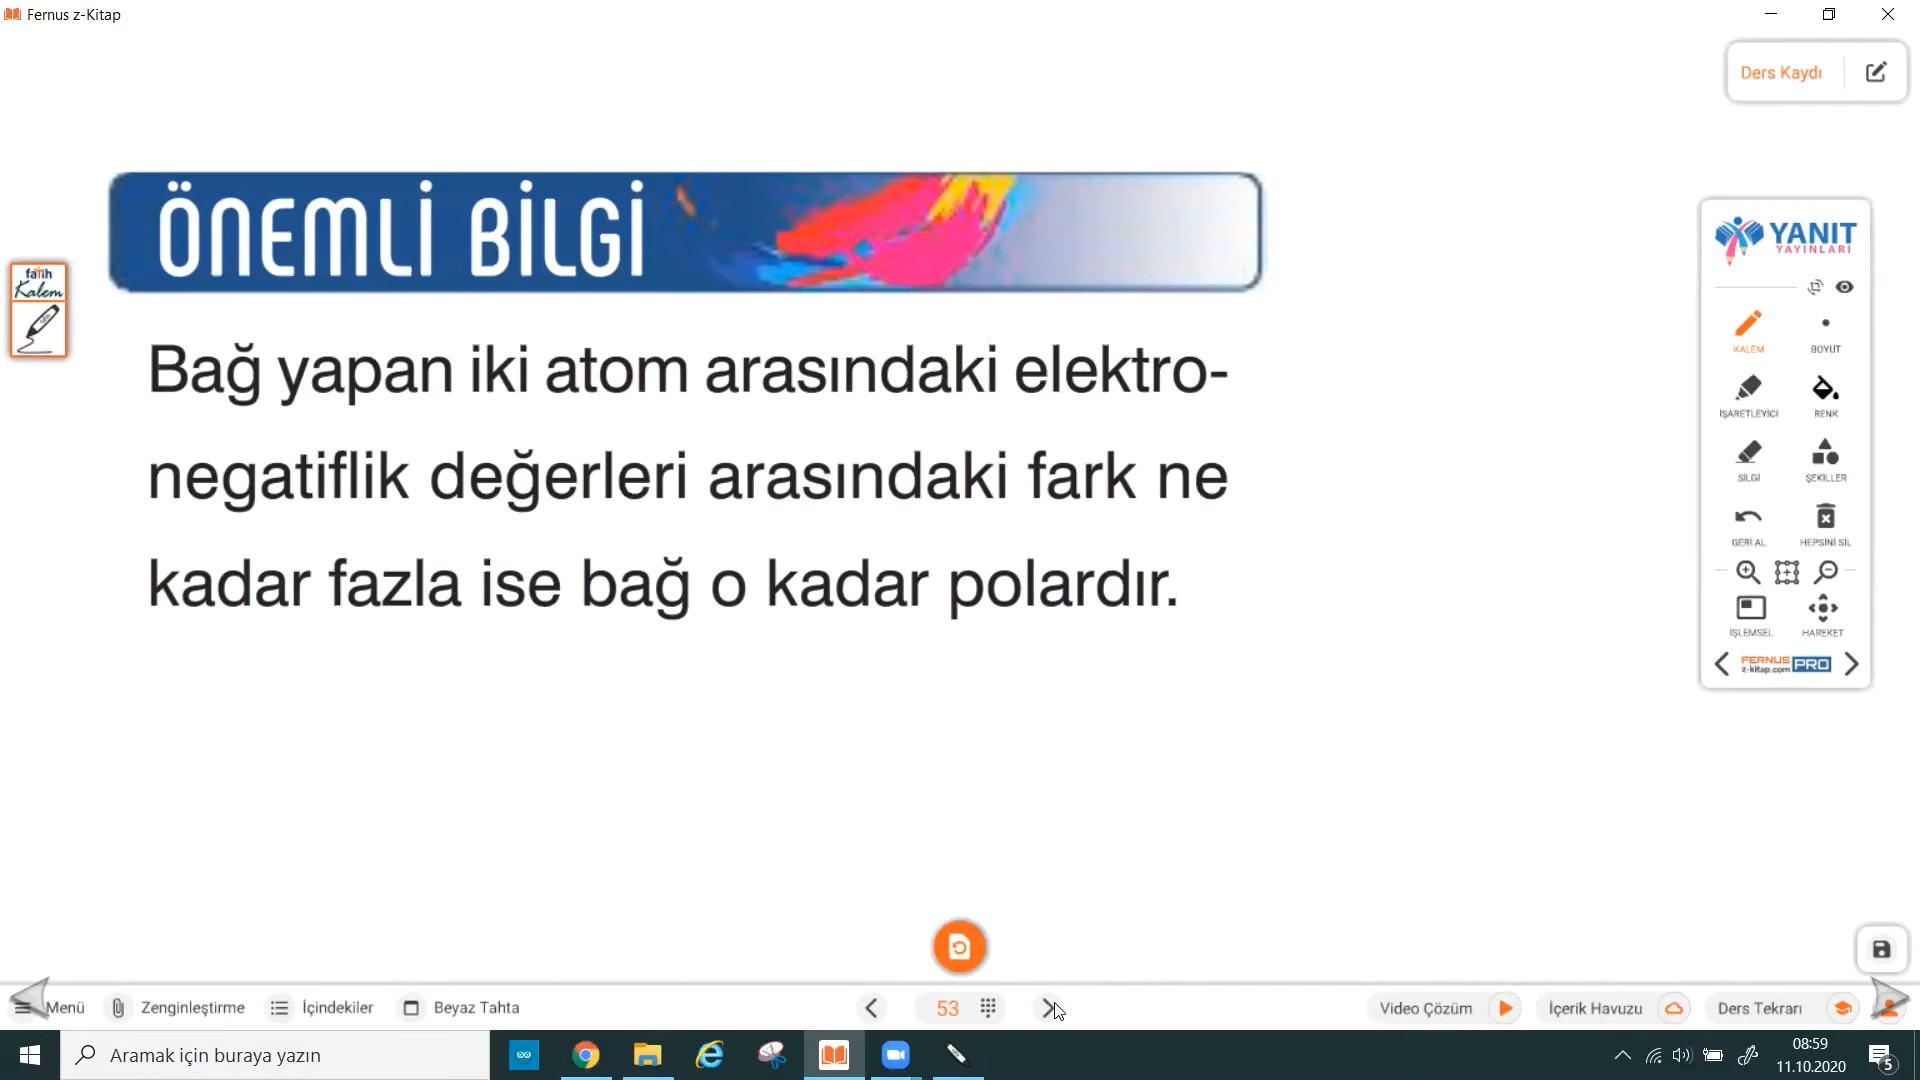 Fernus z-Kitap
Ders Kaydı
ÖNEMLİ BİLGİ
fatih
Kalem
Bağ yapan iki atom arasındaki elektro-
negatiflik değerleri arasındaki fark ne
kadar fazla ise bağ o kadar polardır.
YANIT
YAYINLARI
KALEM
BOYUT
İŞARETLEYİCİ
RENK
SİLGİ
ŞEKİLLER
GERİ AL
HEPSİNİ SİL
İŞLEMSEL
HAREKET
FERNUS PRO
z-kitap.com
Menü
Zenginleştirme
İçindekiler
Beyaz Tahta
53
Video Çözüm
İçerik Havuzu
Ders Tekrarı
Aramak için buraya yazın
08:59
11.10.2020
5